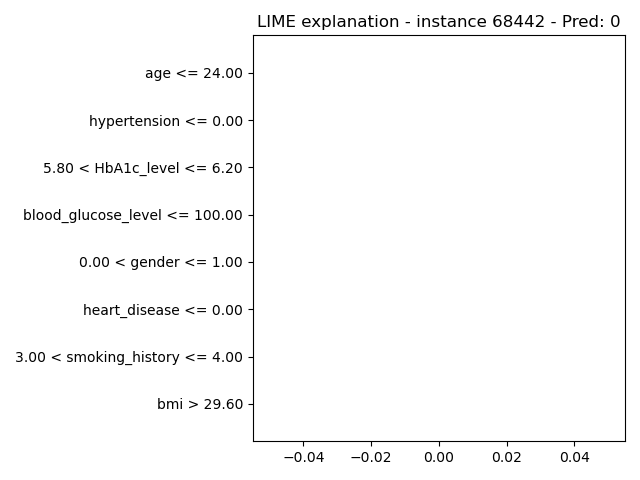 LIME explanation - instance 68442 - Pred: 0
age <= 24.00
hypertension <= 0.00
5.80 < HbA1c_level <= 6.20
blood_glucose_level <= 100.00
0.00 < gender <= 1.00
heart_disease <= 0.00
3.00 < smoking_history <= 4.00
bmi > 29.60
−0.04 −0.02 0.00 0.02 0.04